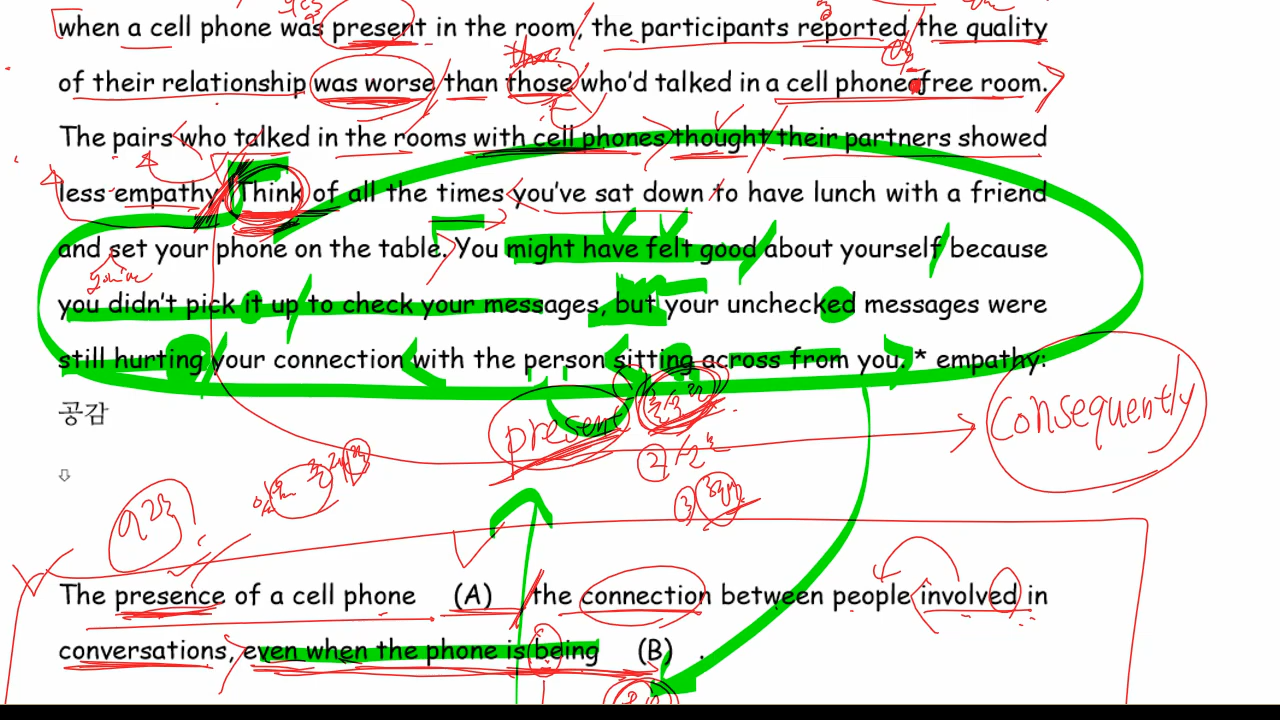 when a cell phone was present in the room, the participants reported the quality
of their relationship was worse than those who'd talked in a cell phone free room.
The pairs who talked in the rooms with cell phones thought their partners showed
less empathy. Think of all the times you've sat down to have lunch with a friend
and set your phone on the table. You might have felt good about yourself because
you've
you didn't pick it up to check your messages, but your unchecked messages were
still hurting your connection with the person sitting across from you. * empathy:
공감
present
Consequently
②
③
The presence of a cell phone (A) the connection between people involved in
conversations, even when the phone is being (B) .